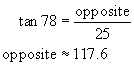 tan 78 = opposite/25
opposite ≈ 117.6